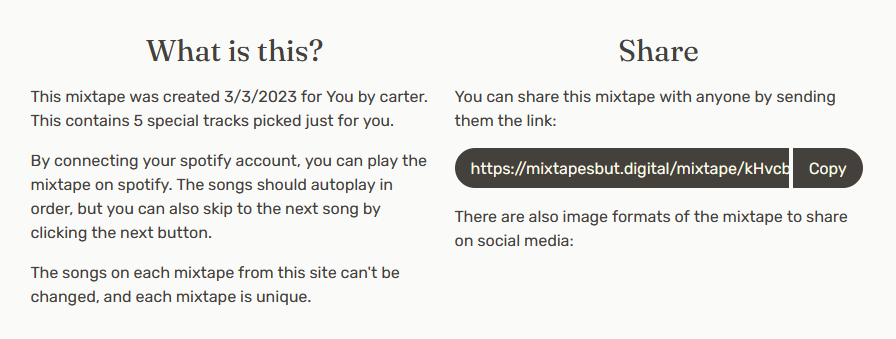 What is this?
This mixtape was created 3/3/2023 for You by carter.
This contains 5 special tracks picked just for you.
By connecting your spotify account, you can play the
mixtape on spotify. The songs should autoplay in
order, but you can also skip to the next song by
clicking the next button.
The songs on each mixtape from this site can't be
changed, and each mixtape is unique.
Share
You can share this mixtape with anyone by sending
them the link:
https://mixtapesbut.digital/mixtape/kHvcb
Copy
There are also image formats of the mixtape to share
on social media: